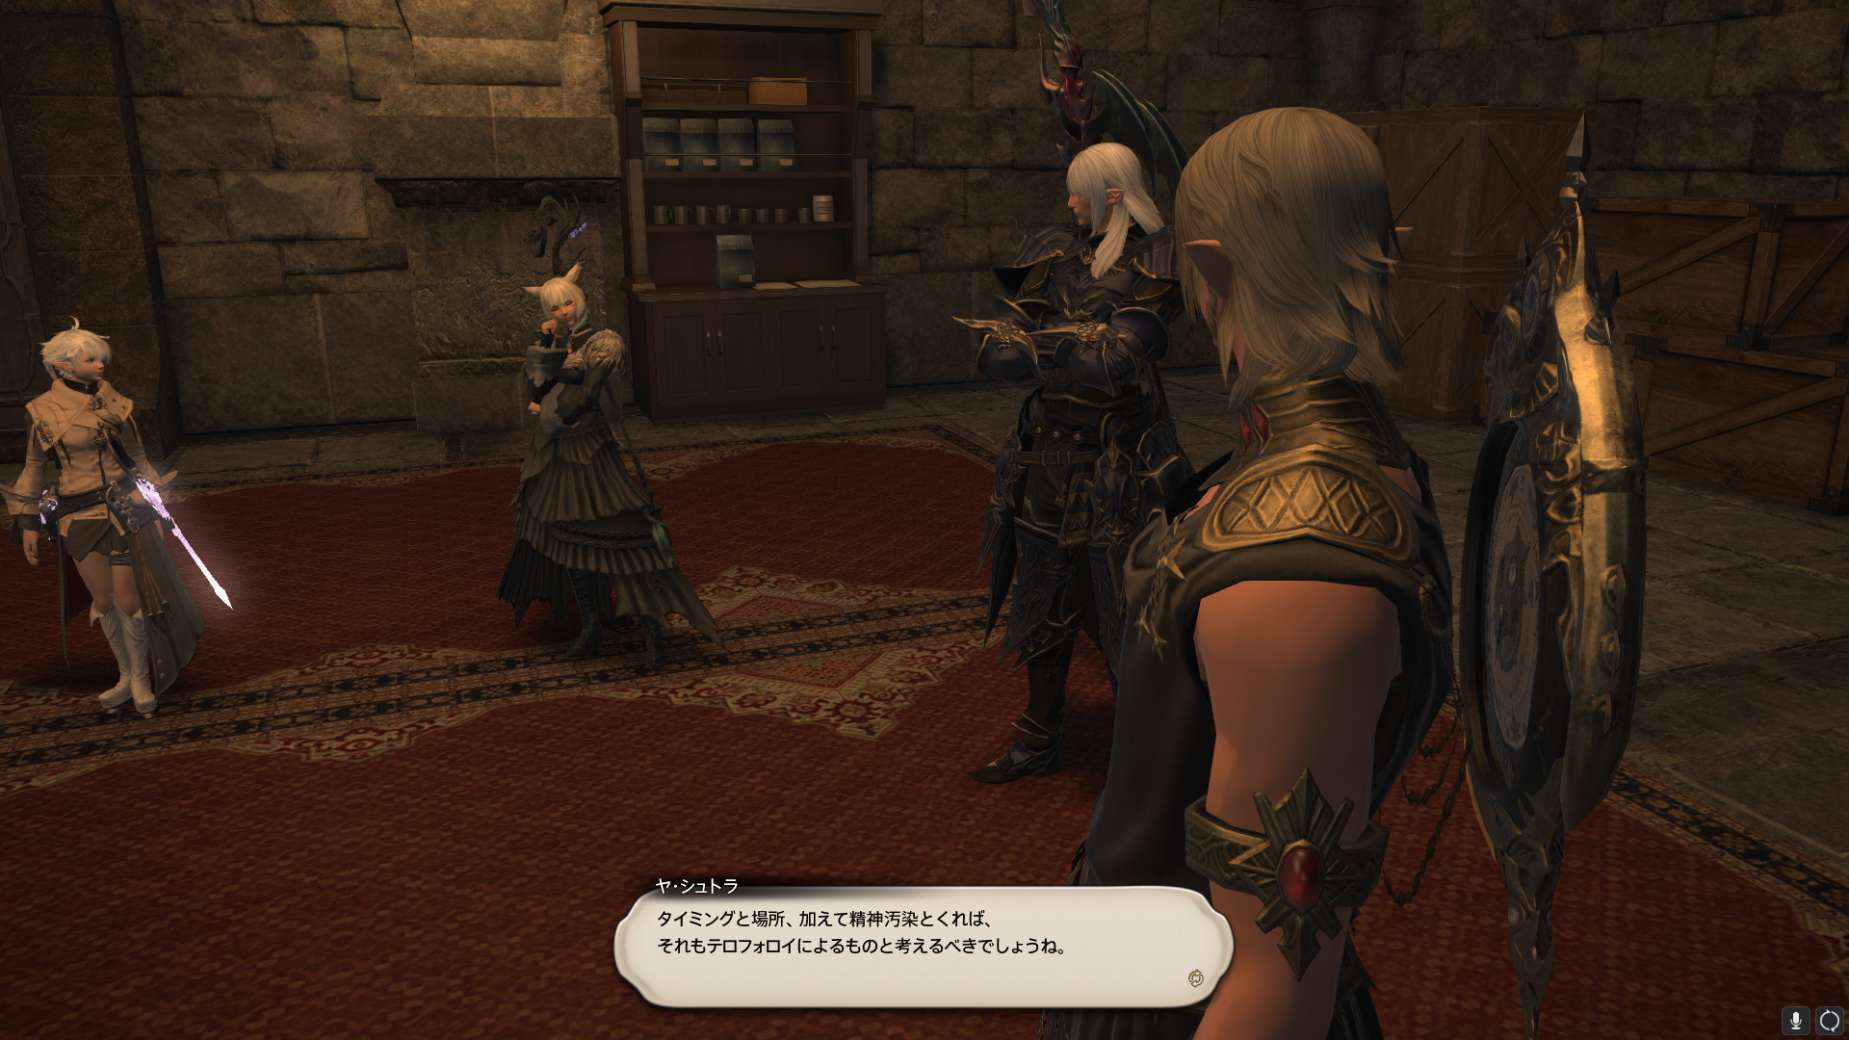 ヤ・シュトラ
タイミングと場所、加えて精神汚染とくれば、
それもテロフォロイによるものと考えるべきでしょうね。